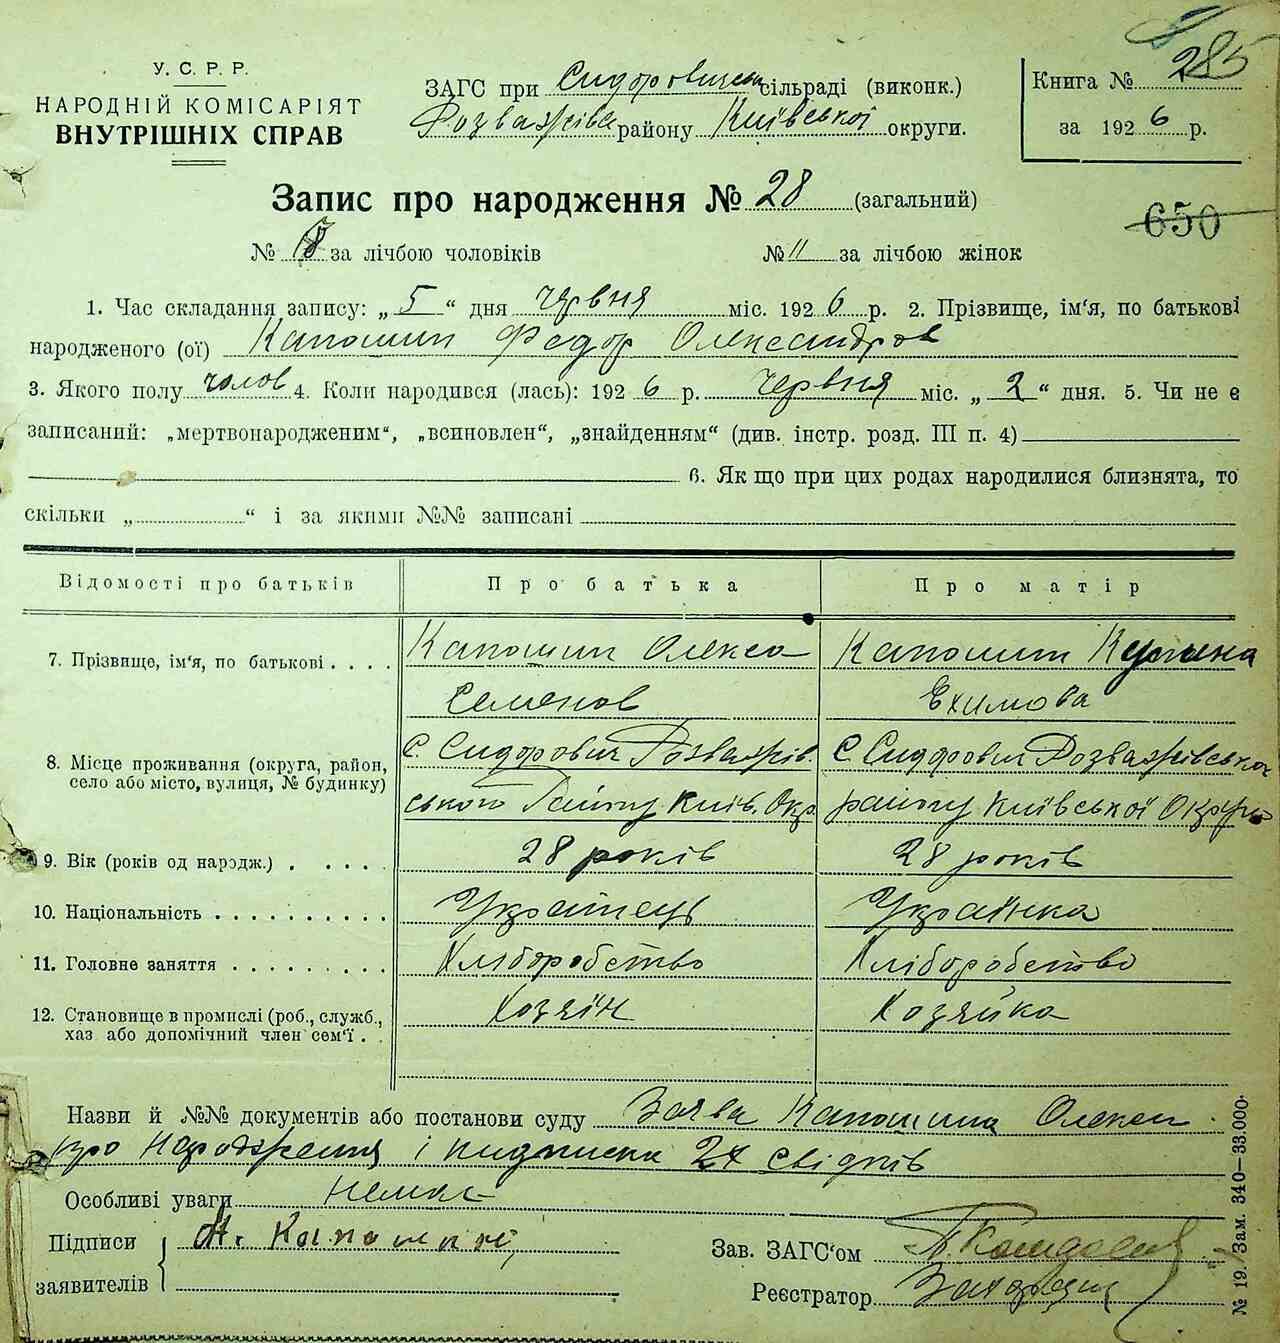 285
У. С. Р. Р.
НАРОДНІЙ КОМІСАРІЯТ
ВНУТРІШНІХ СПРАВ
ЗАГС при Сидоровицькій сільраді (виконк.)
Розважівс району Київської округи.
Книга №
за 1926 р.
Запис про народження № 28 (загальний)
650
№ за лічбою чоловіків № 11 за лічбою жінок
1. Час складання запису: „ 5 “ дня червня міс. 1926 р. 2. Прізвище, ім‘я, по батькові
народженого (ої) Капошин Федор Олександров
3. Якого полу чолов 4. Коли народився (лась): 1926 р. червня міс. „ 2 “ дня. 5. Чи не є
записаний: „мертвонародженим“, „всиновлен“, „знайденням“ (див. інстр. розд. III п. 4)
6. Як що при цих родах народилися близнята, то
скільки „ “ і за якими №№ записані
Відомості про батьків Про батька Про матір
7. Прізвище, ім‘я, по батькові . . . . Капошин Олекса Капошин
Семенов Єхимова
8. Місце проживання (округа, район, С Сидорович Розважів. С Сидорович Розважівська
село або місто, вулиця, № будинку) ського Району Київ. Окр. району Київської Округи
9. Вік (років од народж.) . . . . . 28 років 28 років
10. Національність . . . . . . . . . . Українець Українка
11. Головне заняття . . . . . . . . . Хліборобство Хліборобство
12. Становище в промислі (роб., служб., Хозяїн Хозяйка
хаз або допомічний член сем‘ї . .
Назви й №№ документів або постанови суду Заява Капошина Олекси
про народження і підписки 2х свідків
Особливі уваги немає
Підписи
заявителів
Зав. ЗАГС‘ом
Реєстратор
№ 19. Зам. 340—33.000.